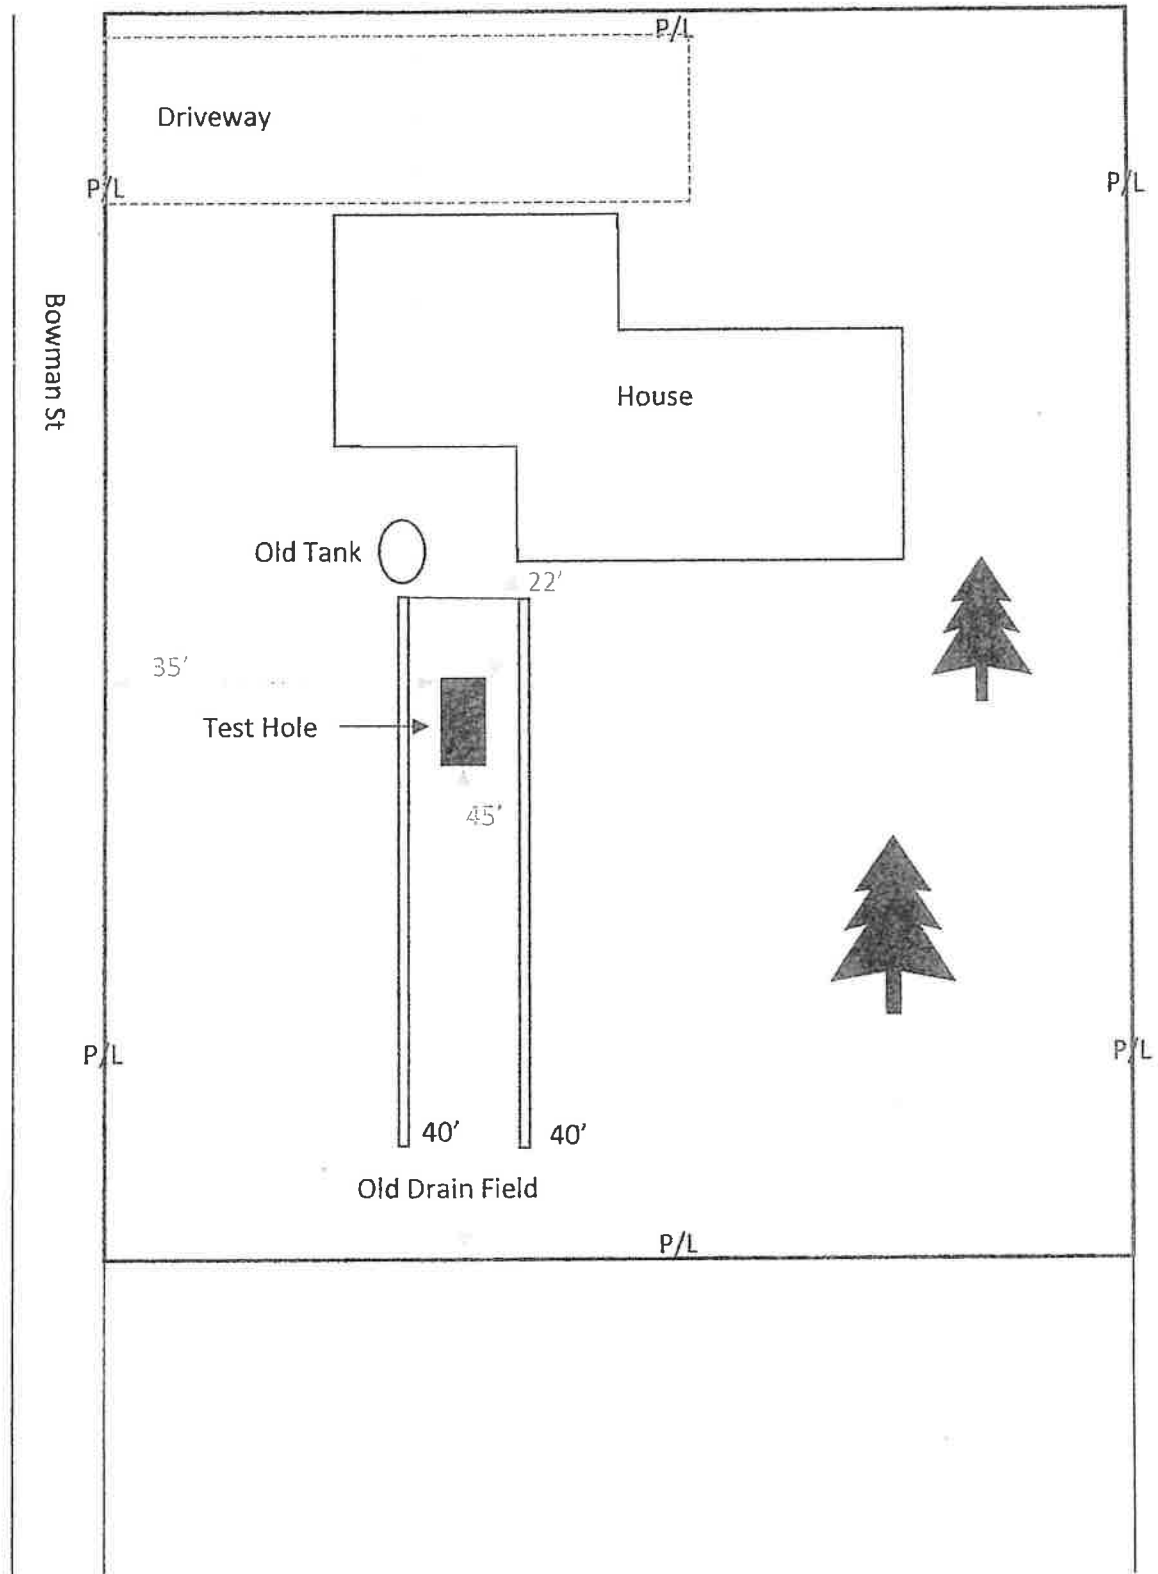 P/L
Driveway
P/L
P/L
Bowman St
House
Old Tank
22'
35'
Test Hole
45'
P/L
P/L
40'
40'
Old Drain Field
P/L